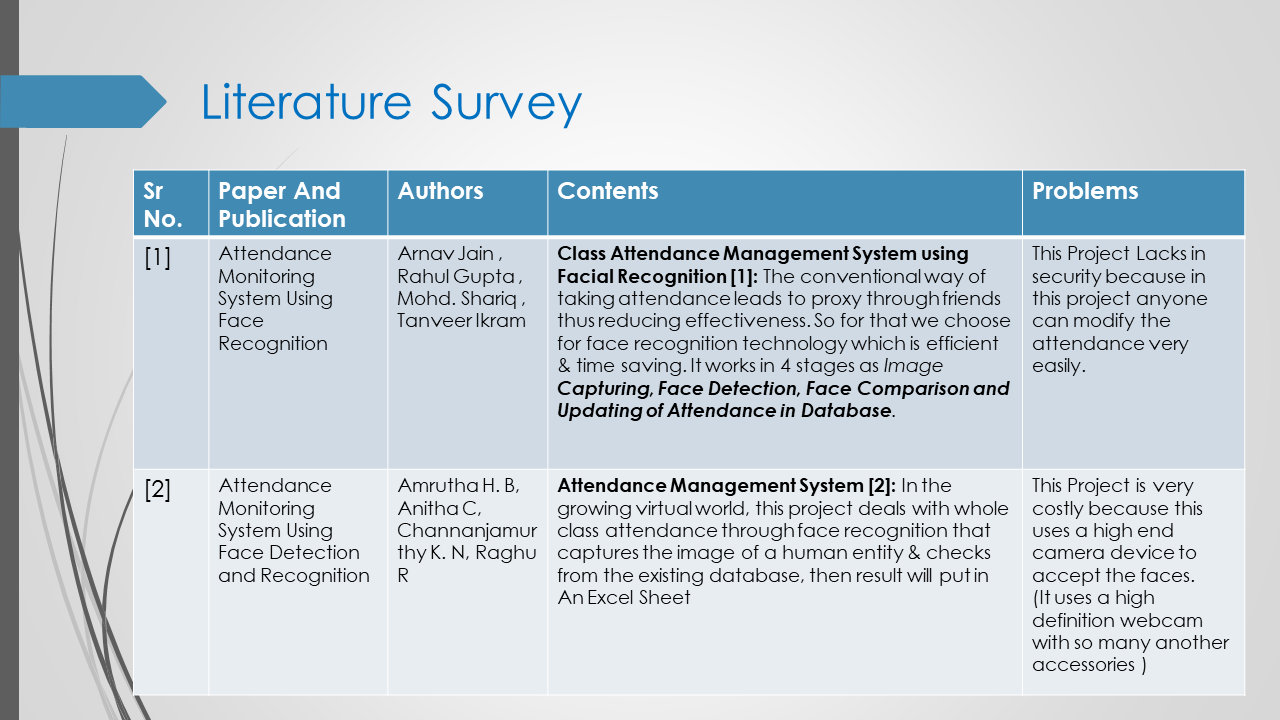 Literature Survey
Sr
No.
Paper And
Publication
Authors
Contents
Problems
[1]
Attendance
Monitoring
System Using
Face
Recognition
Arnav Jain ,
Rahul Gupta ,
Mohd. Shariq ,
Tanveer Ikram
Class Attendance Management System using
Facial Recognition [1]: The conventional way of
taking attendance leads to proxy through friends
thus reducing effectiveness. So for that we choose
for face recognition technology which is efficient
& time saving. It works in 4 stages as Image
Capturing, Face Detection, Face Comparison and
Updating of Attendance in Database.
This Project Lacks in
security because in
this project anyone
can modify the
attendance very
easily.
[2]
Attendance
Monitoring
System Using
Face Detection
and Recognition
Amrutha H. B,
Anitha C,
Channanjamur
thy K. N, Raghu
R
Attendance Management System [2]: In the
growing virtual world, this project deals with whole
class attendance through face recognition that
captures the image of a human entity & checks
from the existing database, then result will put in
An Excel Sheet
This Project is very
costly because this
uses a high end
camera device to
accept the faces.
(It uses a high
definition webcam
with so many another
accessories )